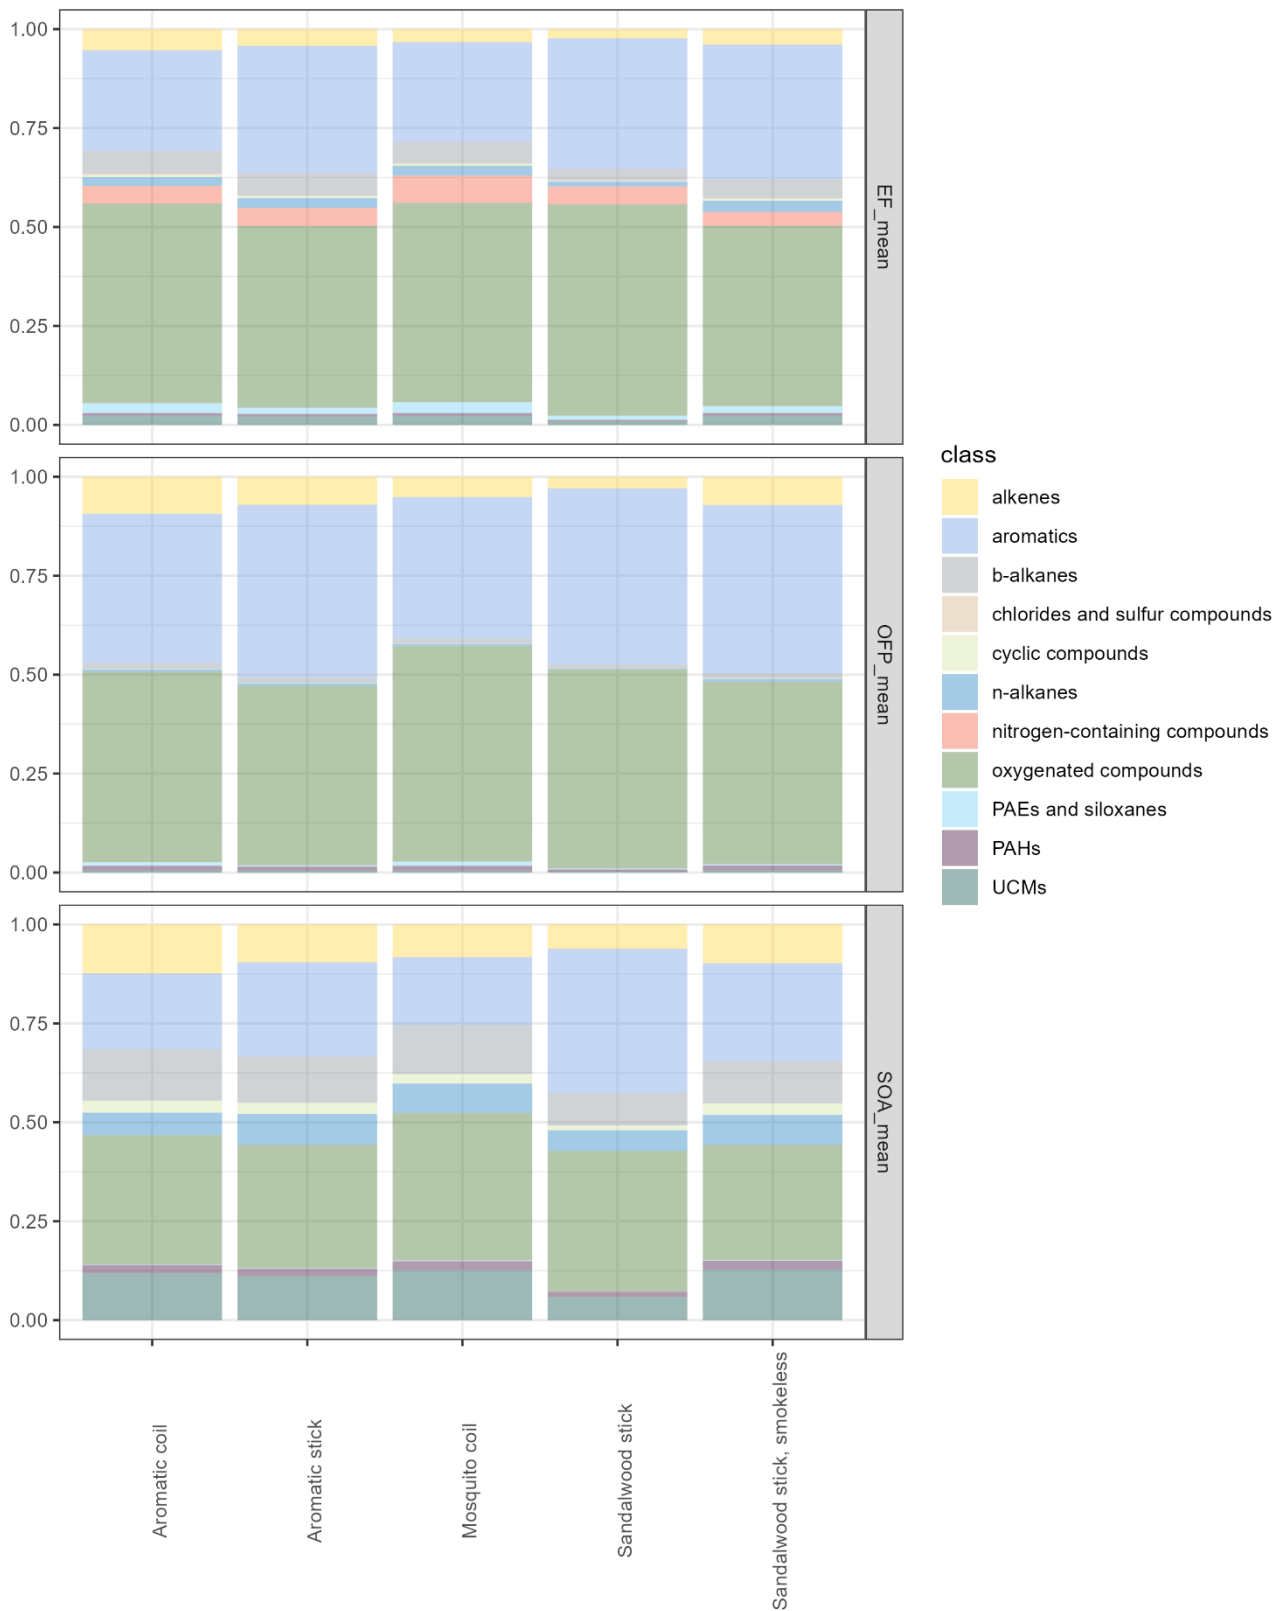 1.00
0.75
0.50
0.25
0.00
EF_mean
1.00
0.75
0.50
0.25
0.00
OFP_mean
1.00
0.75
0.50
0.25
0.00
SOA_mean
Aromatic coil
Aromatic stick
Mosquito coil
Sandalwood stick
Sandalwood stick, smokeless
class
alkenes
aromatics
b-alkanes
chlorides and sulfur compounds
cyclic compounds
n-alkanes
nitrogen-containing compounds
oxygenated compounds
PAEs and siloxanes
PAHs
UCMs